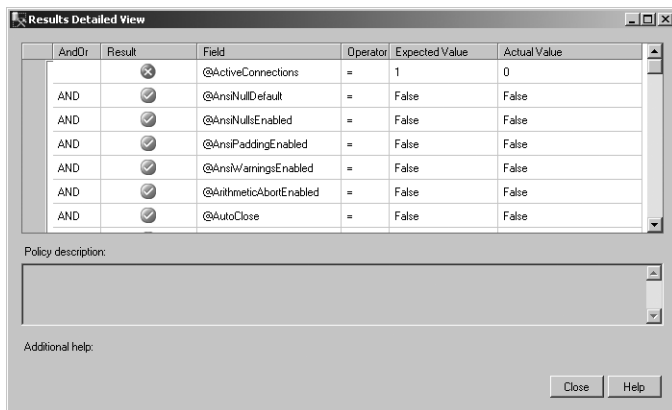 Results Detailed View
AndOr Result Field Operator Expected Value Actual Value
@ActiveConnections = 1 0
AND @AnsiNullDefault = False False
AND @AnsiNullsEnabled = False False
AND @AnsiPaddingEnabled = False False
AND @AnsiWarningsEnabled = False False
AND @ArithmeticAbortEnabled = False False
AND @AutoClose = False False
Policy description:
Additional help:
Close Help